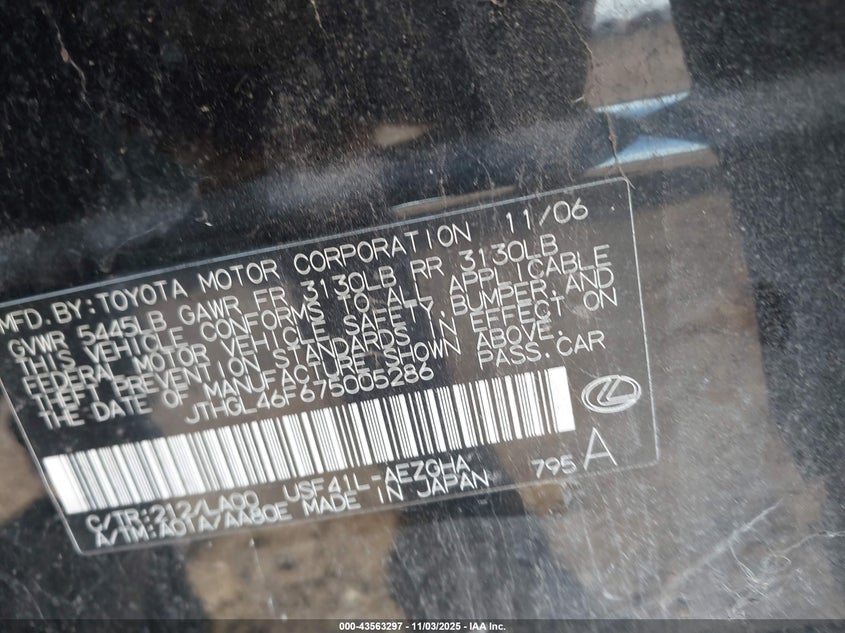 MFD.BY:TOYOTA MOTOR CORPORATION 11/06
GVWR 5445LB GAWR FR 3130LB RR 3130LB
THIS VEHICLE CONFORMS TO ALL APPLICABLE
FEDERAL MOTOR VEHICLE SAFETY,BUMPER,AND
THEFT PREVENTION STANDARDS IN EFFECT ON
THE DATE OF MANUFACTURE SHOWN ABOVE.
JTHGL46F675005286 PASS.CAR
C/TR:212/LA00 USF41L-AEZGHA 795 A
A/TM:A01A/AA80E MADE IN JAPAN
000-43563297 - 11/03/2025 - IAA Inc.